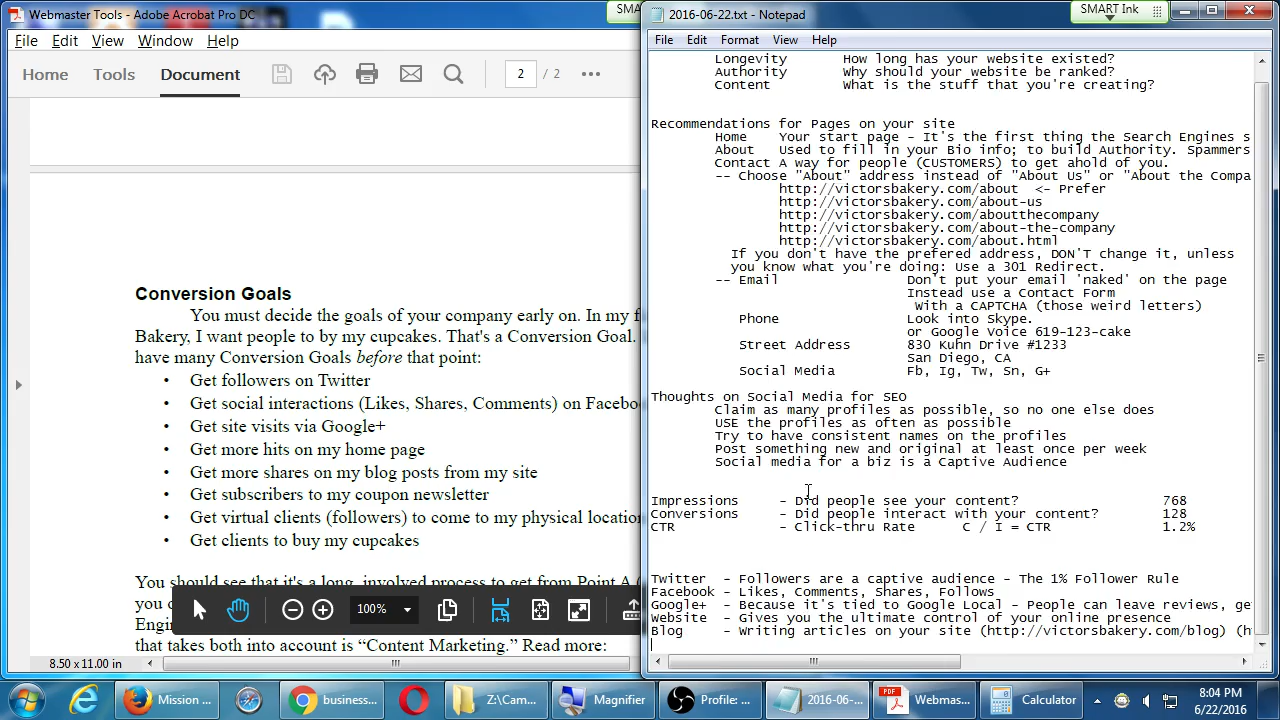 Webmaster Tools - Adobe Acrobat Pro DC
SMA
File Edit View Window Help
Home Tools Document 2 / 2
Conversion Goals
You must decide the goals of your company early on. In my f
Bakery, I want people to by my cupcakes. That's a Conversion Goal.
have many Conversion Goals before that point:
• Get followers on Twitter
• Get social interactions (Likes, Shares, Comments) on Facebo
• Get site visits via Google+
• Get more hits on my home page
• Get more shares on my blog posts from my site
• Get subscribers to my coupon newsletter
• Get virtual clients (followers) to come to my physical location
• Get clients to buy my cupcakes
You should see that it's a long, involved process to get from Point A (
you c
Engin
that takes both into account is “Content Marketing.” Read more:
100%
8.50 x 11.00 in
2016-06-22.txt - Notepad
SMART Ink
File Edit Format View Help
Longevity How long has your website existed?
Authority Why should your website be ranked?
Content What is the stuff that you're creating?
Recommendations for Pages on your site
Home Your start page - It's the first thing the Search Engines s
About Used to fill in your Bio info; to build Authority. Spammers
Contact A way for people (CUSTOMERS) to get ahold of you.
-- Choose "About" address instead of "About Us" or "About the Compa
http://victorsbakery.com/about <- Prefer
http://victorsbakery.com/about-us
http://victorsbakery.com/aboutthecompany
http://victorsbakery.com/about-the-company
http://victorsbakery.com/about.html
If you don't have the prefered address, DON'T change it, unless
you know what you're doing: Use a 301 Redirect.
-- Email Don't put your email 'naked' on the page
Instead use a Contact Form
With a CAPTCHA (those weird letters)
Phone Look into Skype.
or Google Voice 619-123-cake
Street Address 830 Kuhn Drive #1233
San Diego, CA
Social Media Fb, Ig, Tw, Sn, G+
Thoughts on Social Media for SEO
Claim as many profiles as possible, so no one else does
USE the profiles as often as possible
Try to have consistent names on the profiles
Post something new and original at least once per week
Social media for a biz is a Captive Audience
Impressions - Did people see your content? 768
Conversions - Did people interact with your content? 128
CTR - Click-thru Rate C / I = CTR 1.2%
Twitter - Followers are a captive audience - The 1% Follower Rule
Facebook - Likes, Comments, Shares, Follows
Google+ - Because it's tied to Google Local - People can leave reviews, ge
Website - Gives you the ultimate control of your online presence
Blog - Writing articles on your site (http://victorsbakery.com/blog) (h
Mission ... business... Z:\Cam... Magnifier Profile: ... 2016-06-... Webmas... Calculator
8:04 PM
6/22/2016